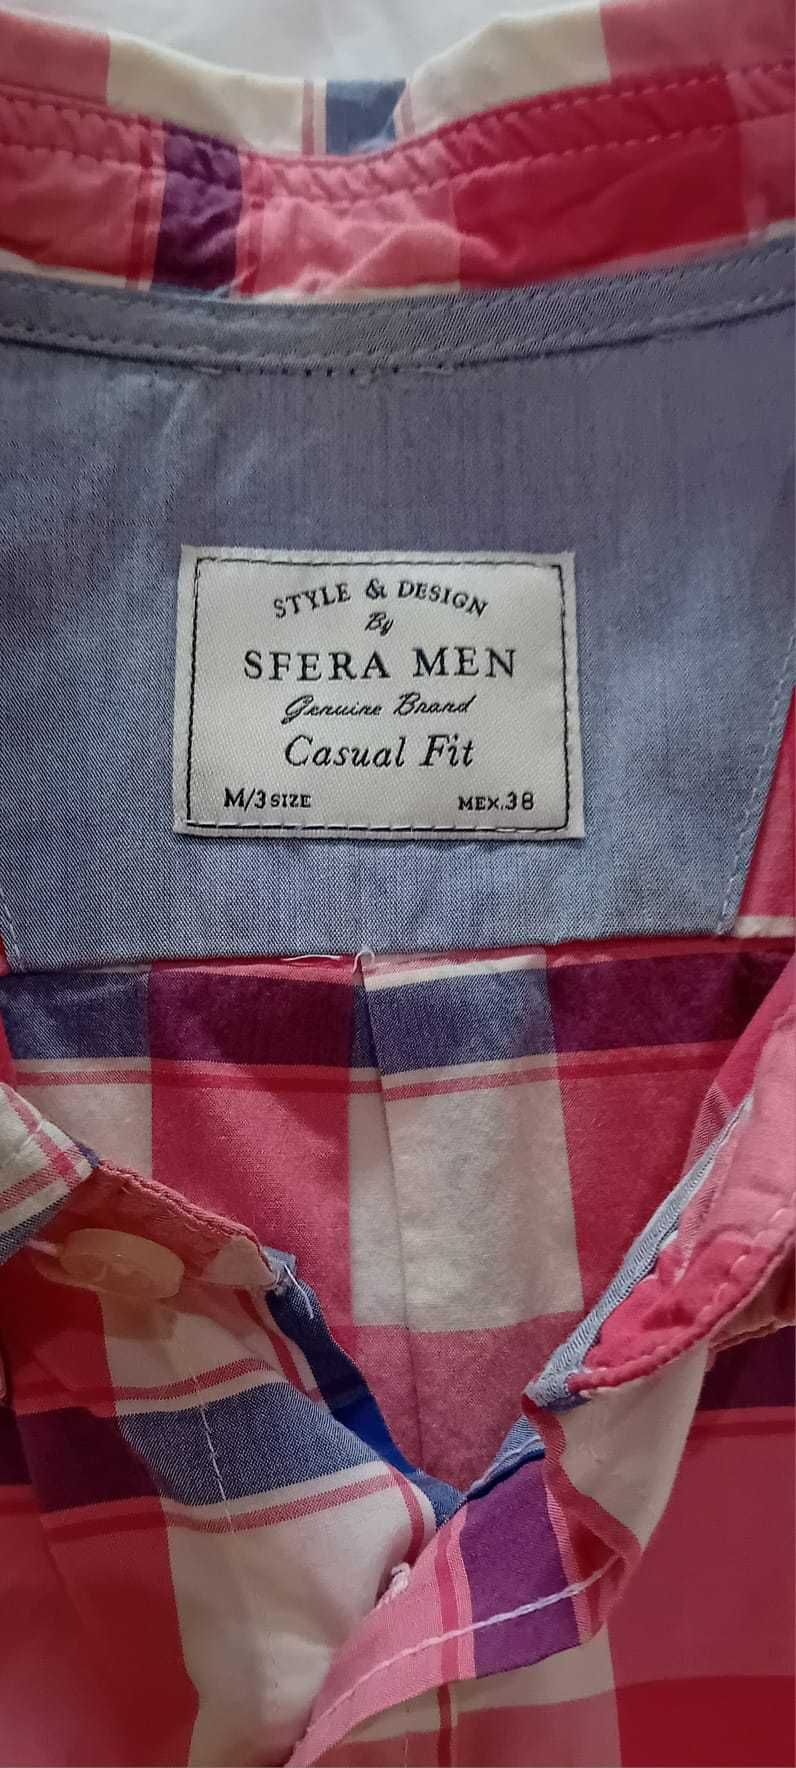 STYLE & DESIGN
By
SFERA MEN
Genuine Brand
Casual Fit
M/3 SIZE MEX.38